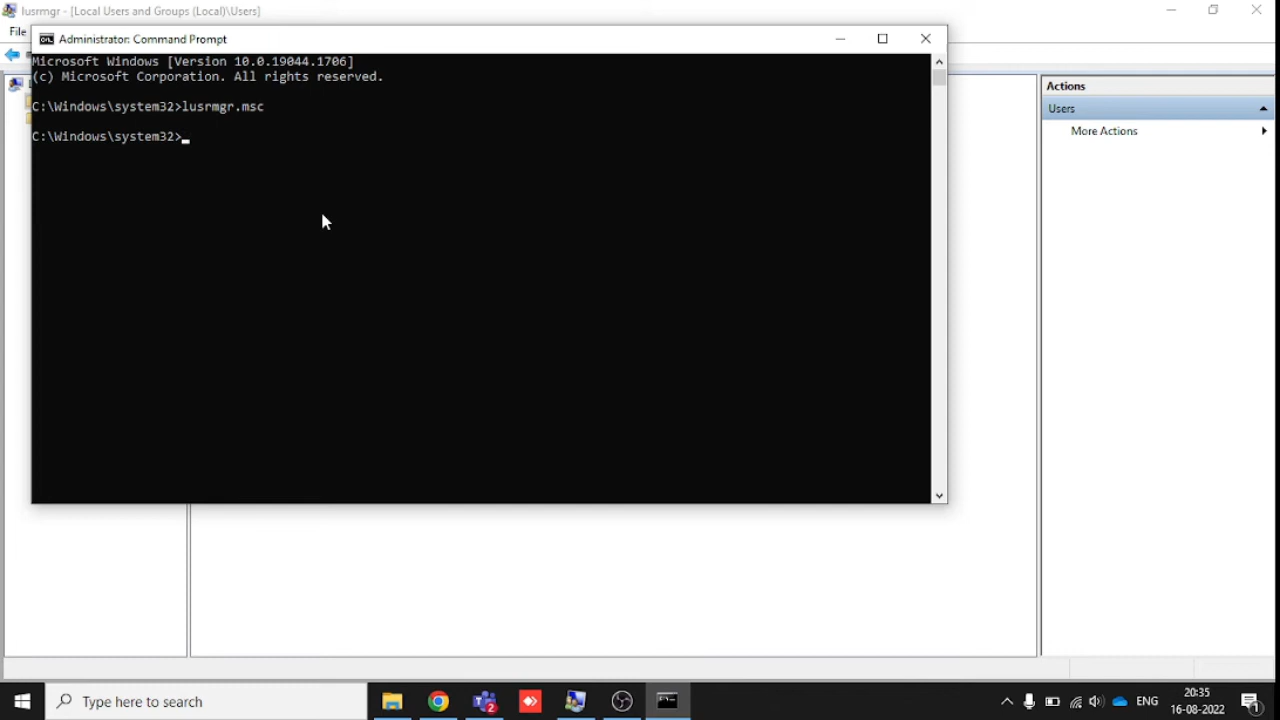 lusrmgr - [Local Users and Groups (Local)\Users]
File
Administrator: Command Prompt
Microsoft Windows [Version 10.0.19044.1706]
(c) Microsoft Corporation. All rights reserved.
C:\Windows\system32>lusrmgr.msc
C:\Windows\system32>
Actions
Users
More Actions
Type here to search
2
ENG
20:35
16-08-2022
1